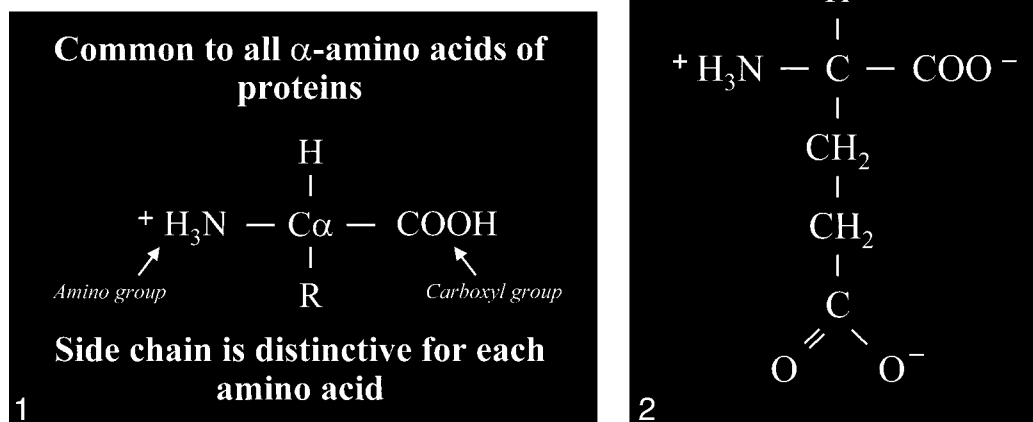 Common to all α-amino acids of
proteins
H
+ H₃N — Cα — COOH
Amino group
R
Carboxyl group
Side chain is distinctive for each
amino acid
1
+ H₃N — C — COO −
CH₂
CH₂
C
O
O−
2